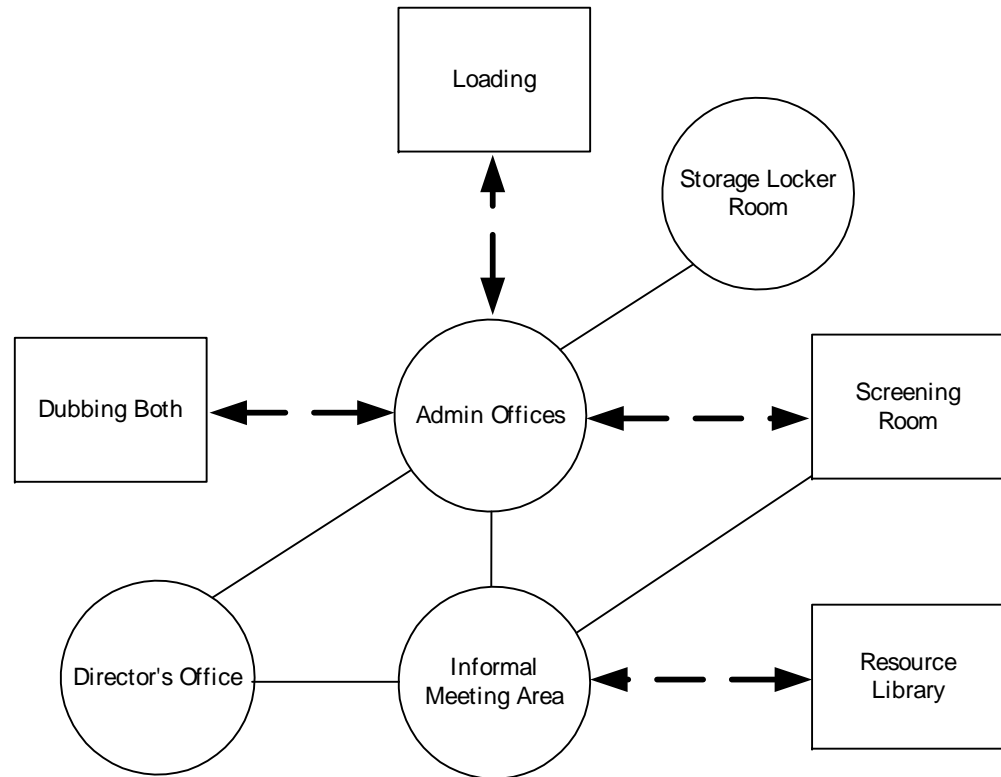 Loading
Storage Locker
Room
Dubbing Both
Admin Offices
Screening
Room
Director's Office
Informal
Meeting Area
Resource
Library